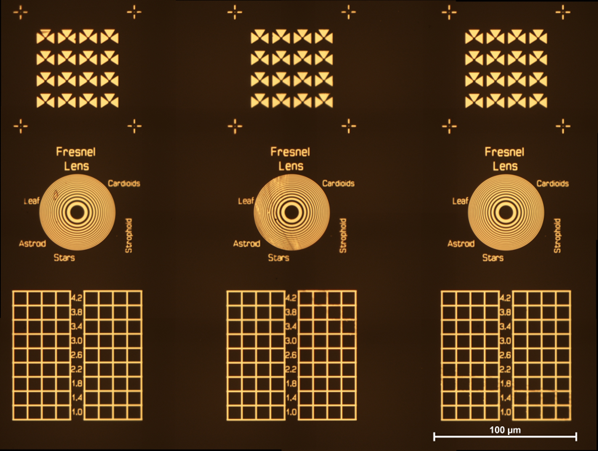 Fresnel
Lens
Cardioids
Leaf
Astroid
Strophoid
Stars
4.2
3.8
3.4
3.0
2.6
2.2
1.8
1.4
1.0
Fresnel
Lens
Cardioids
Leaf
Astroid
Strophoid
Stars
4.2
3.8
3.4
3.0
2.6
2.2
1.8
1.4
1.0
Fresnel
Lens
Cardioids
Leaf
Astroid
Strophoid
Stars
4.2
3.8
3.4
3.0
2.6
2.2
1.8
1.4
1.0
100 µm